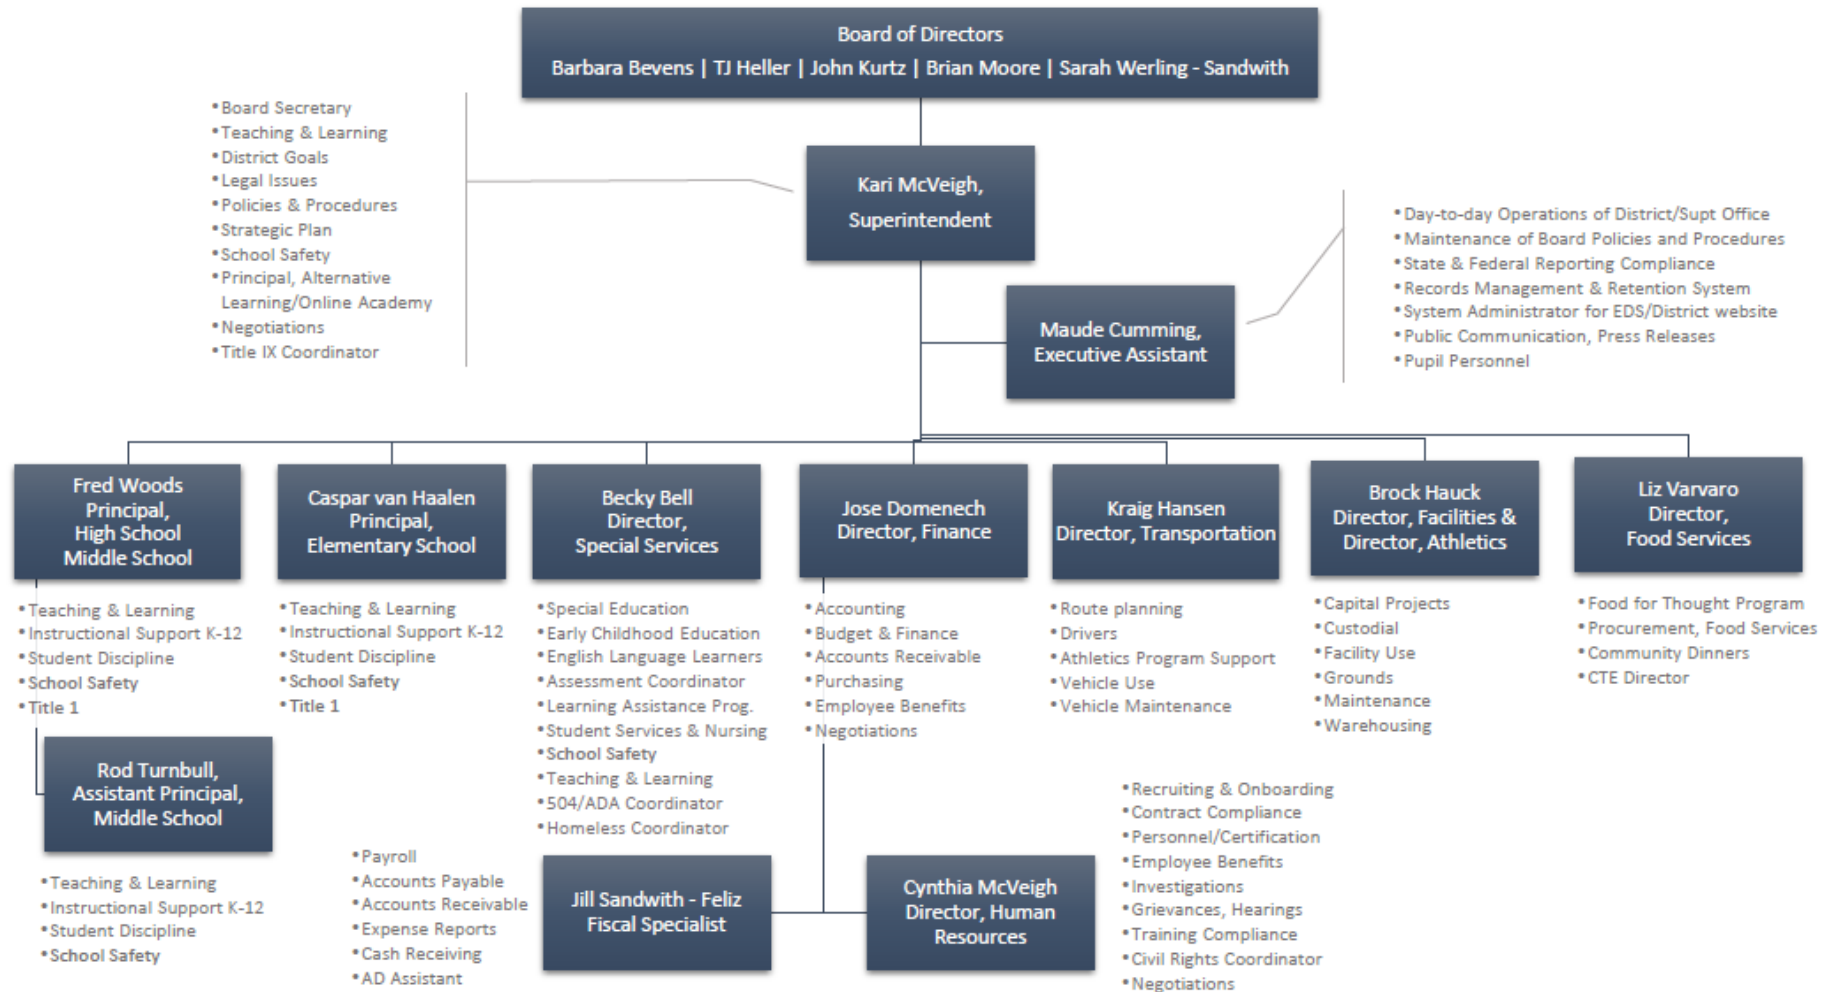 Board of Directors
Barbara Bevens | TJ Heller | John Kurtz | Brian Moore | Sarah Werling - Sandwith
• Board Secretary
• Teaching & Learning
• District Goals
• Legal Issues
• Policies & Procedures
• Strategic Plan
• School Safety
• Principal, Alternative
Learning/Online Academy
• Negotiations
• Title IX Coordinator
Kari McVeigh,
Superintendent
Maude Cumming,
Executive Assistant
• Day-to-day Operations of District/Supt Office
• Maintenance of Board Policies and Procedures
• State & Federal Reporting Compliance
• Records Management & Retention System
• System Administrator for EDS/District website
• Public Communication, Press Releases
• Pupil Personnel
Fred Woods
Principal,
High School
Middle School
• Teaching & Learning
• Instructional Support K-12
• Student Discipline
• School Safety
• Title 1
Rod Turnbull,
Assistant Principal,
Middle School
• Teaching & Learning
• Instructional Support K-12
• Student Discipline
• School Safety
Caspar van Haalen
Principal,
Elementary School
• Teaching & Learning
• Instructional Support K-12
• Student Discipline
• School Safety
• Title 1
Becky Bell
Director,
Special Services
• Special Education
• Early Childhood Education
• English Language Learners
• Assessment Coordinator
• Learning Assistance Prog.
• Student Services & Nursing
• School Safety
• Teaching & Learning
• 504/ADA Coordinator
• Homeless Coordinator
Jose Domenech
Director, Finance
• Accounting
• Budget & Finance
• Accounts Receivable
• Purchasing
• Employee Benefits
• Negotiations
Kraig Hansen
Director, Transportation
• Route planning
• Drivers
• Athletics Program Support
• Vehicle Use
• Vehicle Maintenance
Brock Hauck
Director, Facilities &
Director, Athletics
• Capital Projects
• Custodial
• Facility Use
• Grounds
• Maintenance
• Warehousing
Liz Varvaro
Director,
Food Services
• Food for Thought Program
• Procurement, Food Services
• Community Dinners
• CTE Director
• Payroll
• Accounts Payable
• Accounts Receivable
• Expense Reports
• Cash Receiving
• AD Assistant
Jill Sandwith - Feliz
Fiscal Specialist
Cynthia McVeigh
Director, Human
Resources
• Recruiting & Onboarding
• Contract Compliance
• Personnel/Certification
• Employee Benefits
• Investigations
• Grievances, Hearings
• Training Compliance
• Civil Rights Coordinator
• Negotiations